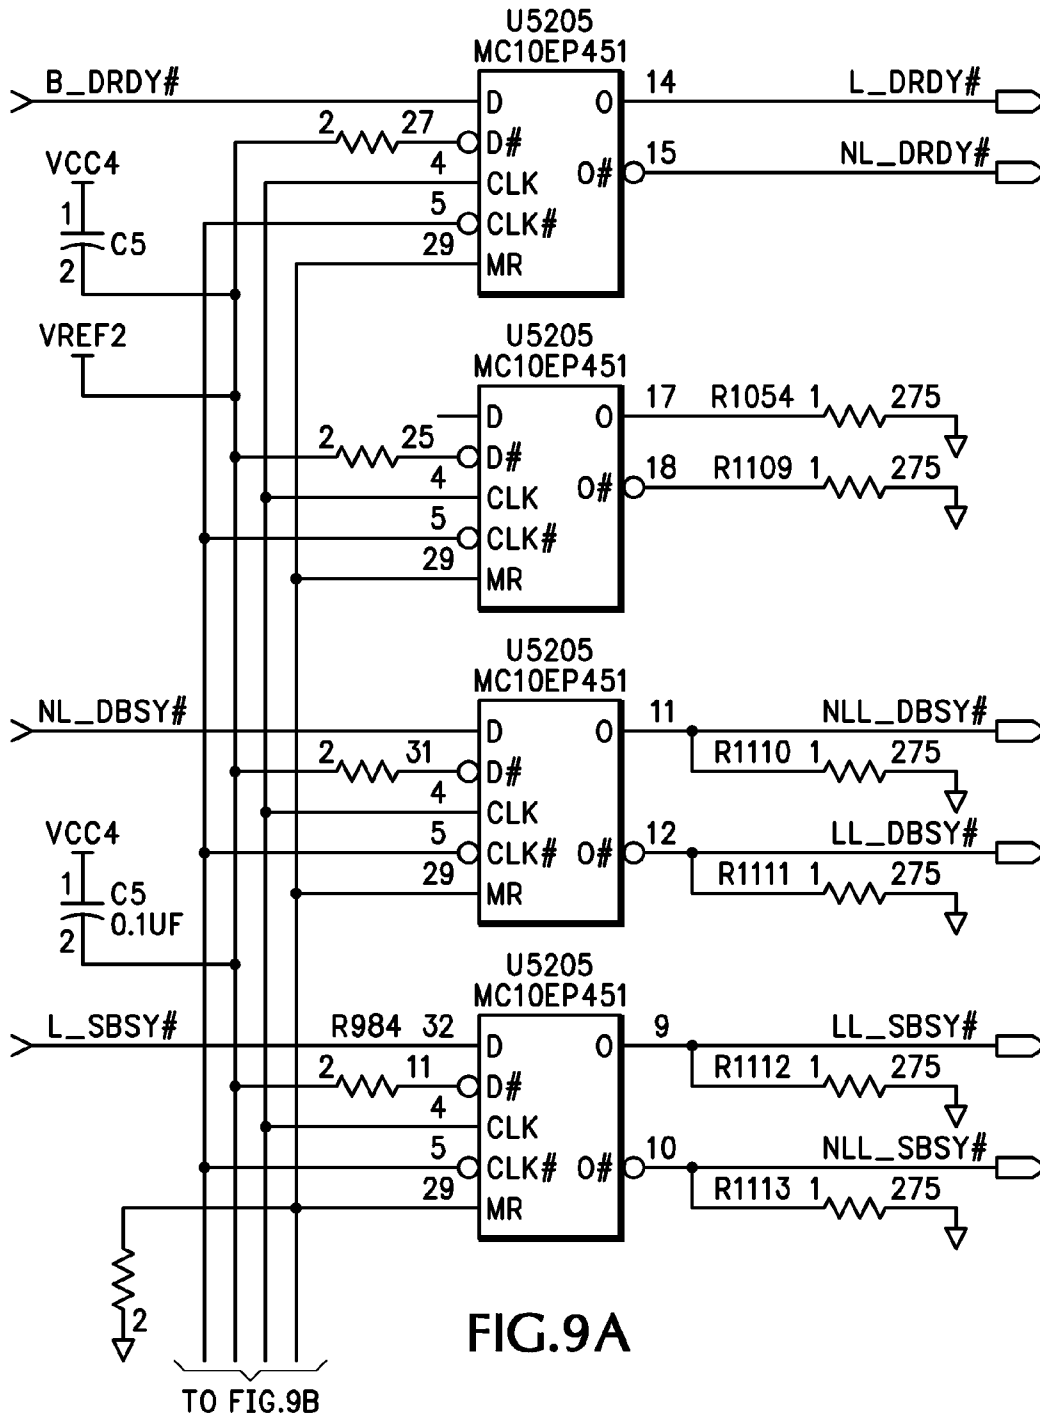 U5205
MC10EP451
B_DRDY#
D
O
14
L_DRDY#
2
27
D#
15
NL_DRDY#
O#
VCC4
4
CLK
1
5
CLK#
C5
2
29
MR
VREF2
U5205
MC10EP451
D
O
17
R1054
1
275
2
25
D#
18
R1109
1
275
O#
4
CLK
5
CLK#
29
MR
U5205
MC10EP451
NL_DBSY#
D
O
11
NLL_DBSY#
2
31
D#
R1110
1
275
4
CLK
VCC4
5
CLK#
O#
12
LL_DBSY#
1
C5
0.1UF
2
29
MR
R1111
1
275
U5205
MC10EP451
L_SBSY#
R984
32
D
O
9
LL_SBSY#
2
11
D#
R1112
1
275
4
CLK
5
CLK#
O#
10
NLL_SBSY#
29
MR
R1113
1
275
2
FIG.9A
TO FIG.9B